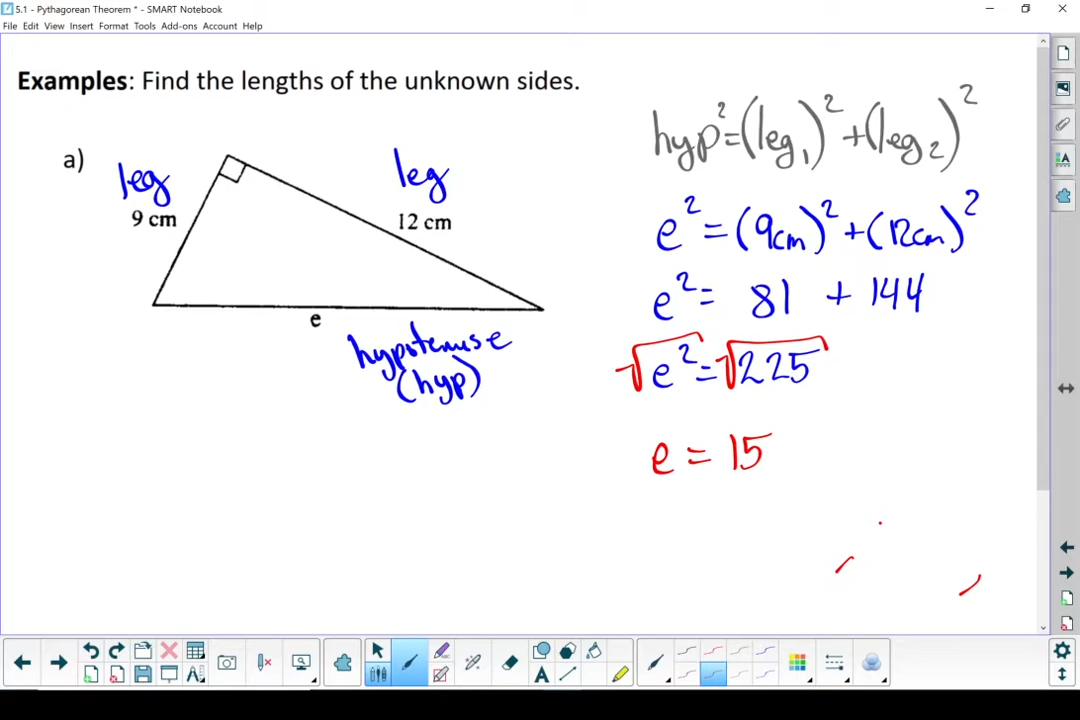 5.1 - Pythagorean Theorem * - SMART Notebook
File Edit View Insert Format Tools Add-ons Account Help
Examples: Find the lengths of the unknown sides.
hyp²=(leg₁)²+(leg₂)²
a)
leg
leg
9 cm
12 cm
e² = (9cm)²+(12cm)²
e² = 81 + 144
e
hypotenuse
(hyp)
√e² = √225
e = 15